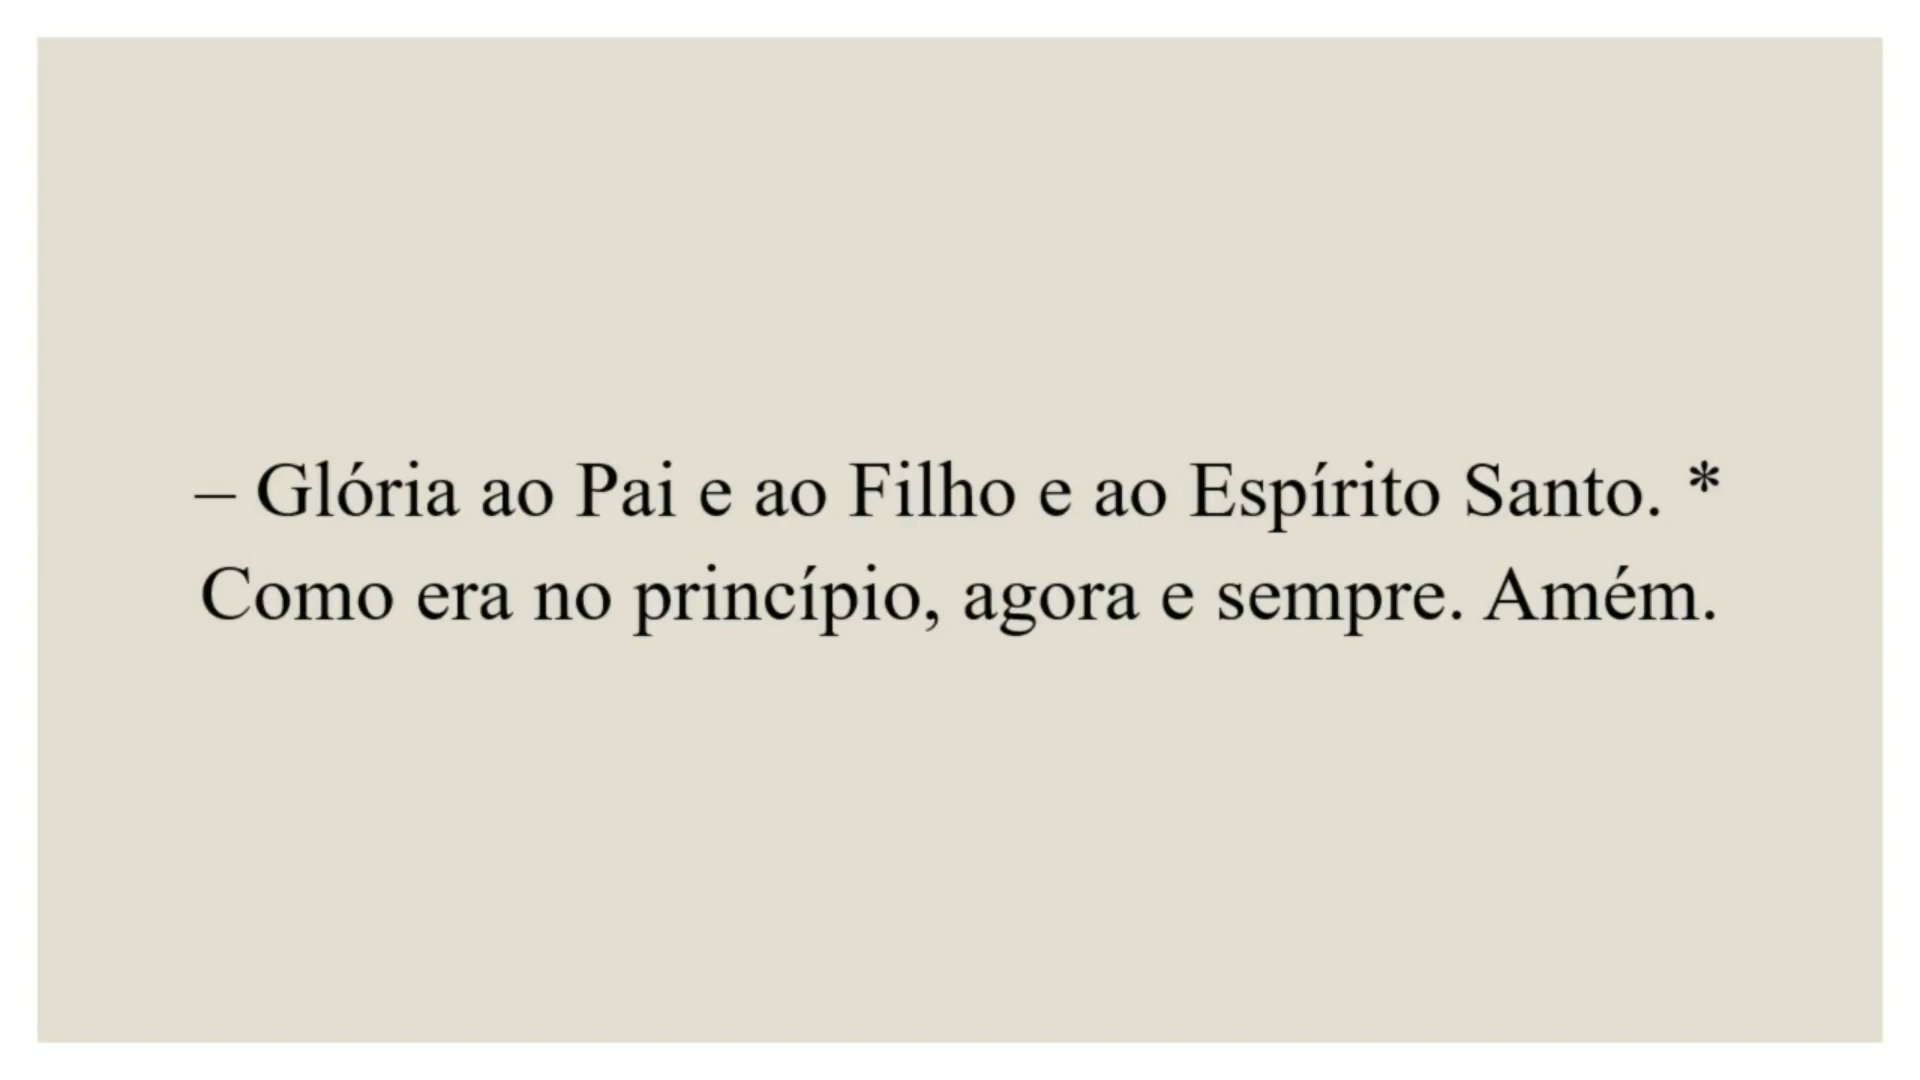 – Glória ao Pai e ao Filho e ao Espírito Santo. *
Como era no princípio, agora e sempre. Amém.